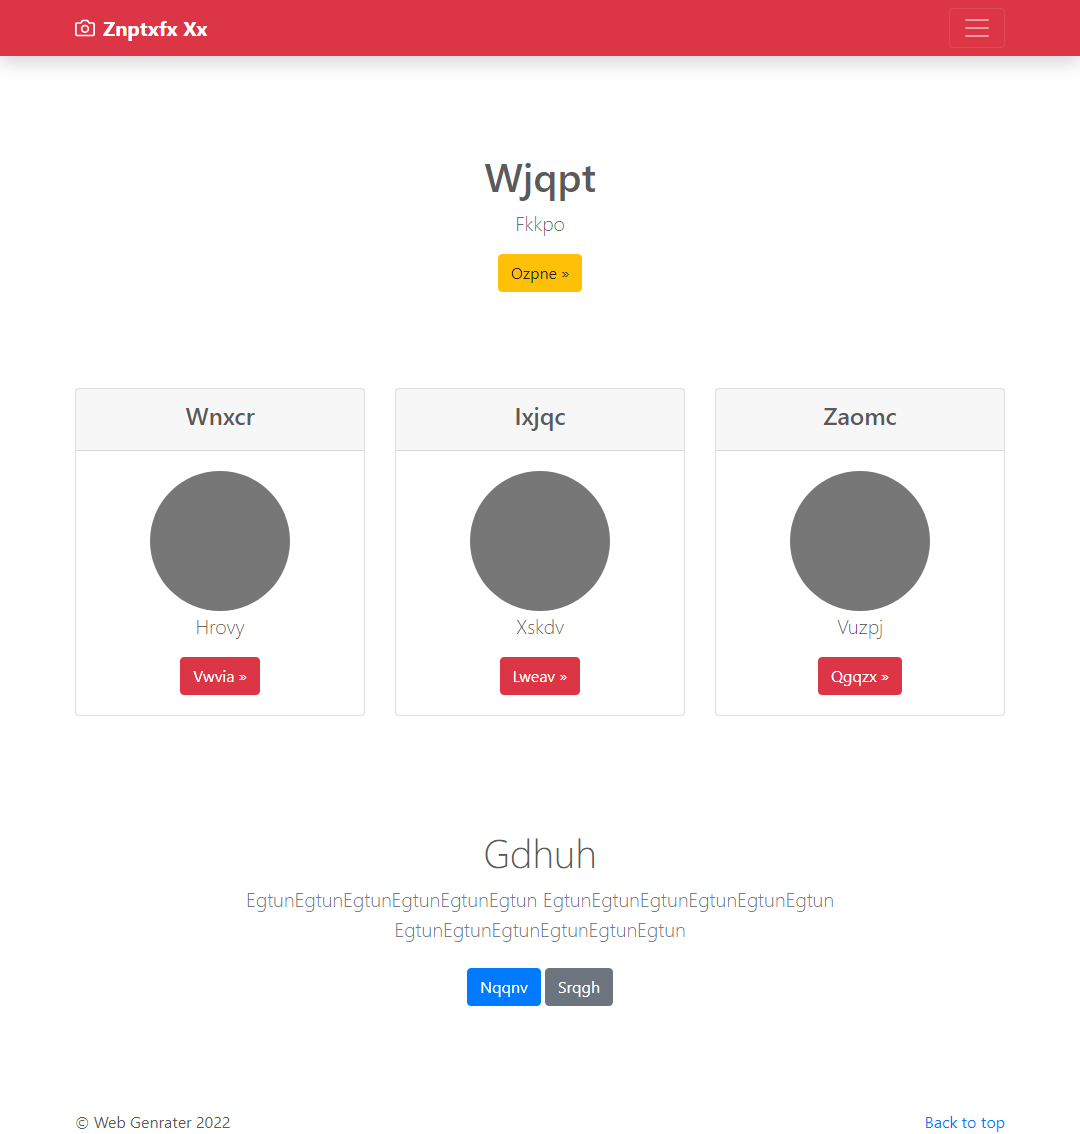 Znptxfx Xx
Wjqpt
Fkkpo
Ozpne »
Wnxcr
Hrovy
Vwvia »
Ixjqc
Xskdv
Lweav »
Zaomc
Vuzpj
Qgqzx »
Gdhuh
EgtunEgtunEgtunEgtunEgtunEgtun EgtunEgtunEgtunEgtunEgtunEgtun
EgtunEgtunEgtunEgtunEgtunEgtun
Nqqnv Srqgh
© Web Genrater 2022 Back to top